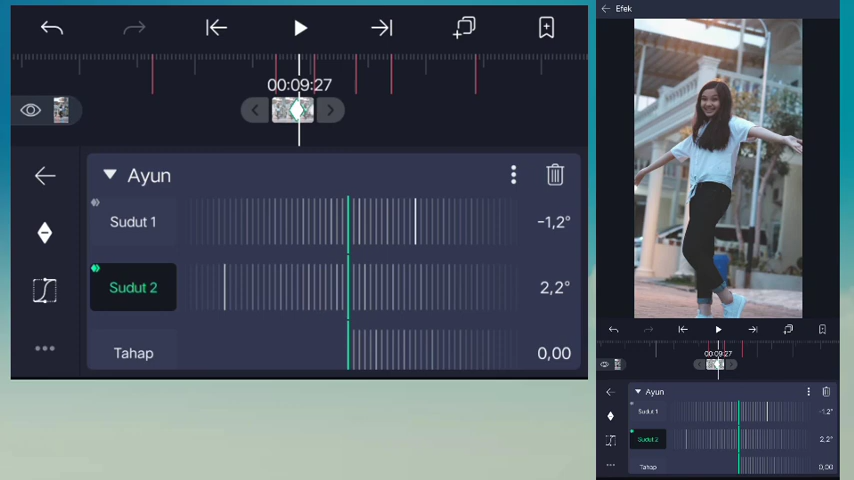 00:09:27
Ayun
Sudut 1
-1,2°
Sudut 2
2,2°
Tahap
0,00
Efek
00:09:27
Ayun
Sudut 1
-1,2°
Sudut 2
2,2°
Tahap
0,00